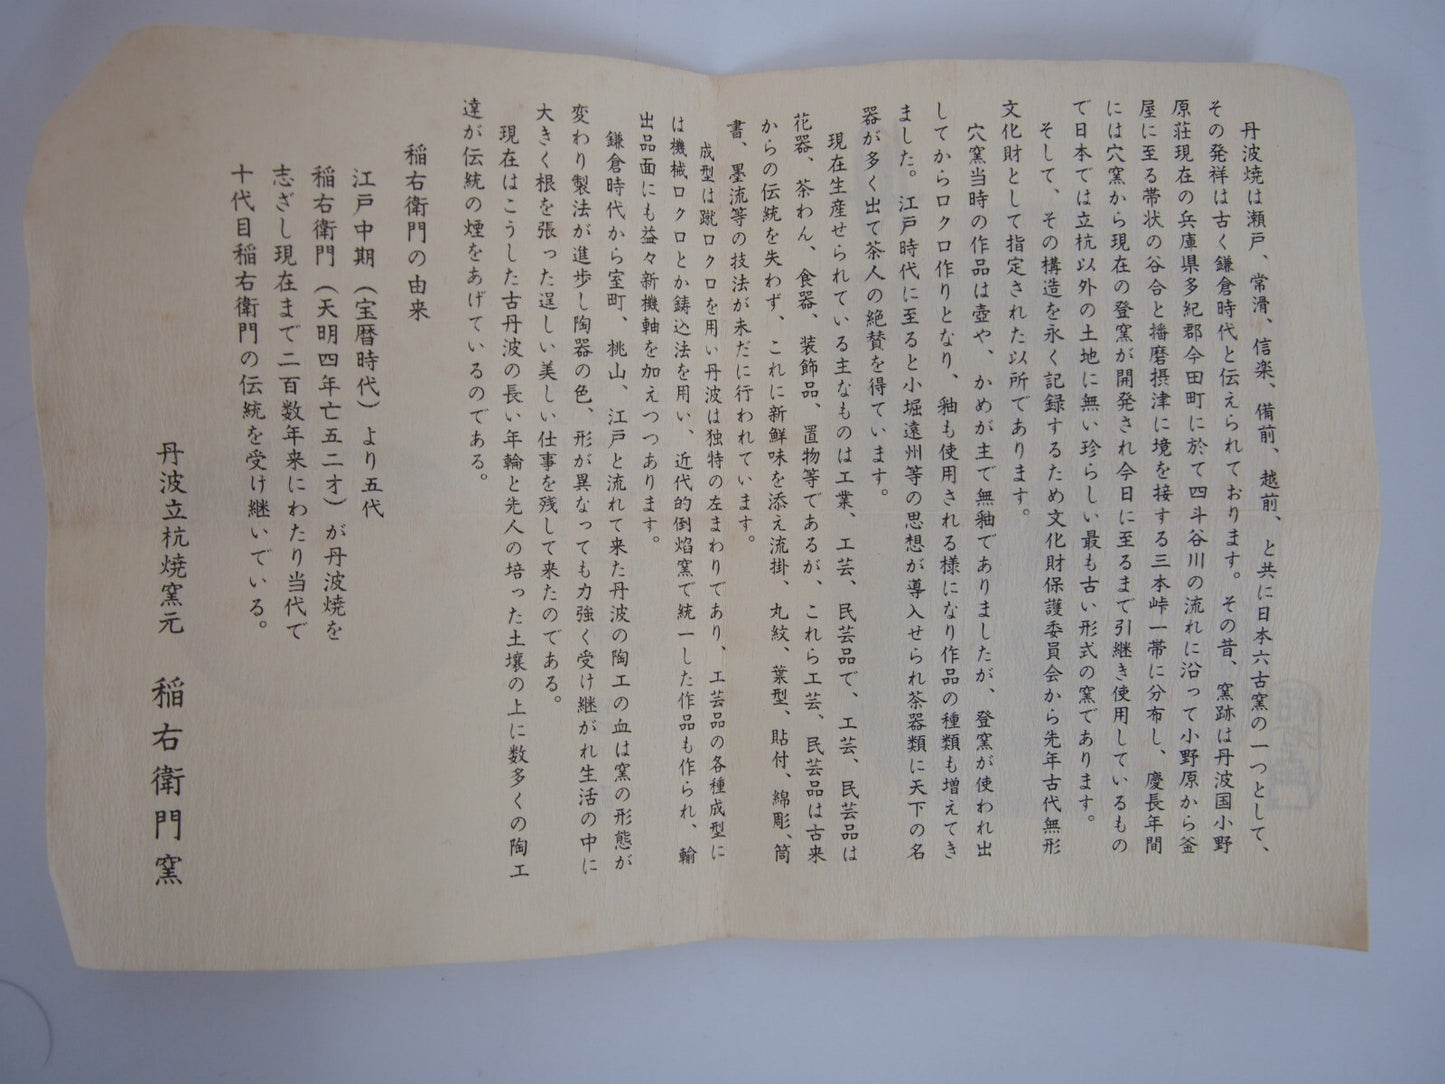 丹波焼は瀬戸、常滑、信楽、備前、越前、と共に日本六古窯の一つとして、
その発祥は古く鎌倉時代と伝えられております。その昔、窯跡は丹波国小野
原荘現在の兵庫県多紀郡今田町に於て四斗谷川の流れに沿って小野原から釜
屋に至る帯状の谷合と播磨摂津に境を接する三本峠一帯に分布し、慶長年間
には穴窯から現在の登窯が開発され今日に至るまで引継き使用しているもの
で日本では立杭以外の土地に無い珍らしい最も古い形式の窯であります。
そして、その構造を永く記録するため文化財保護委員会から先年古代無形
文化財として指定された以所であります。
穴窯当時の作品は壺や、かめが主で無釉でありましたが、登窯が使われ出
してからロクロ作りとなり、釉も使用される様になり作品の種類も増えてき
ました。江戸時代に至ると小堀遠州等の思想が導入せられ茶器類に天下の名
器が多く出て茶人の絶賛を得ています。
現在生産せられている主なものは工業、工芸、民芸品で、工芸、民芸品は
花器、茶わん、食器、装飾品、置物等であるが、これら工芸、民芸品は古来
からの伝統を失わず、これに新鮮味を添え流掛、丸紋、葉型、貼付、綿彫、筒
書、墨流等の技法が未だに行われています。
成型は蹴ロクロを用い丹波は独特の左まわりであり、工芸品の各種成型に
は機械ロクロとか鋳込法を用い、近代的倒焰窯で統一した作品も作られ、輸
出品面にも益々新機軸を加えつつあります。
鎌倉時代から室町、桃山、江戸と流れて来た丹波の陶工の血は窯の形態が
変わり製法が進歩し陶器の色、形が異なっても力強く受け継がれ生活の中に
大きく根を張った逞しい美しい仕事を残して来たのである。
現在はこうした古丹波の長い年輪と先人の培った土壌の上に数多くの陶工
達が伝統の煙をあげているのである。
稲右衛門の由来
江戸中期（宝暦時代）より五代
稲右衛門（天明四年亡五二才）が丹波焼を
志ざし現在まで二百数年来にわたり当代で
十代目稲右衛門の伝統を受け継いでいる。
丹波立杭焼窯元 稲右衛門窯